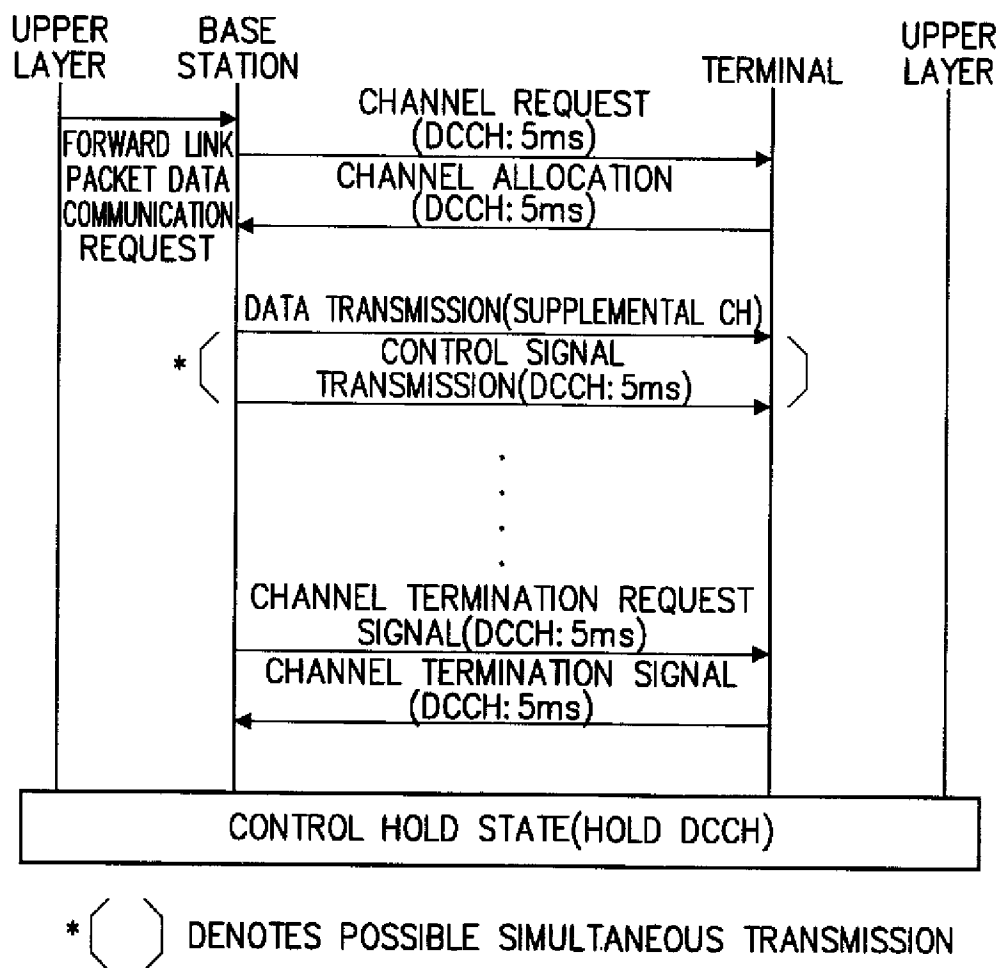 UPPER LAYER
BASE STATION
TERMINAL
UPPER LAYER
CHANNEL REQUEST
(DCCH: 5ms)
FORWARD LINK
PACKET DATA
COMMUNICATION
REQUEST
CHANNEL ALLOCATION
(DCCH: 5ms)
DATA TRANSMISSION(SUPPLEMENTAL CH)
*
CONTROL SIGNAL
TRANSMISSION(DCCH: 5ms)
CHANNEL TERMINATION REQUEST
SIGNAL(DCCH: 5ms)
CHANNEL TERMINATION SIGNAL
(DCCH: 5ms)
CONTROL HOLD STATE(HOLD DCCH)
*( ) DENOTES POSSIBLE SIMULTANEOUS TRANSMISSION